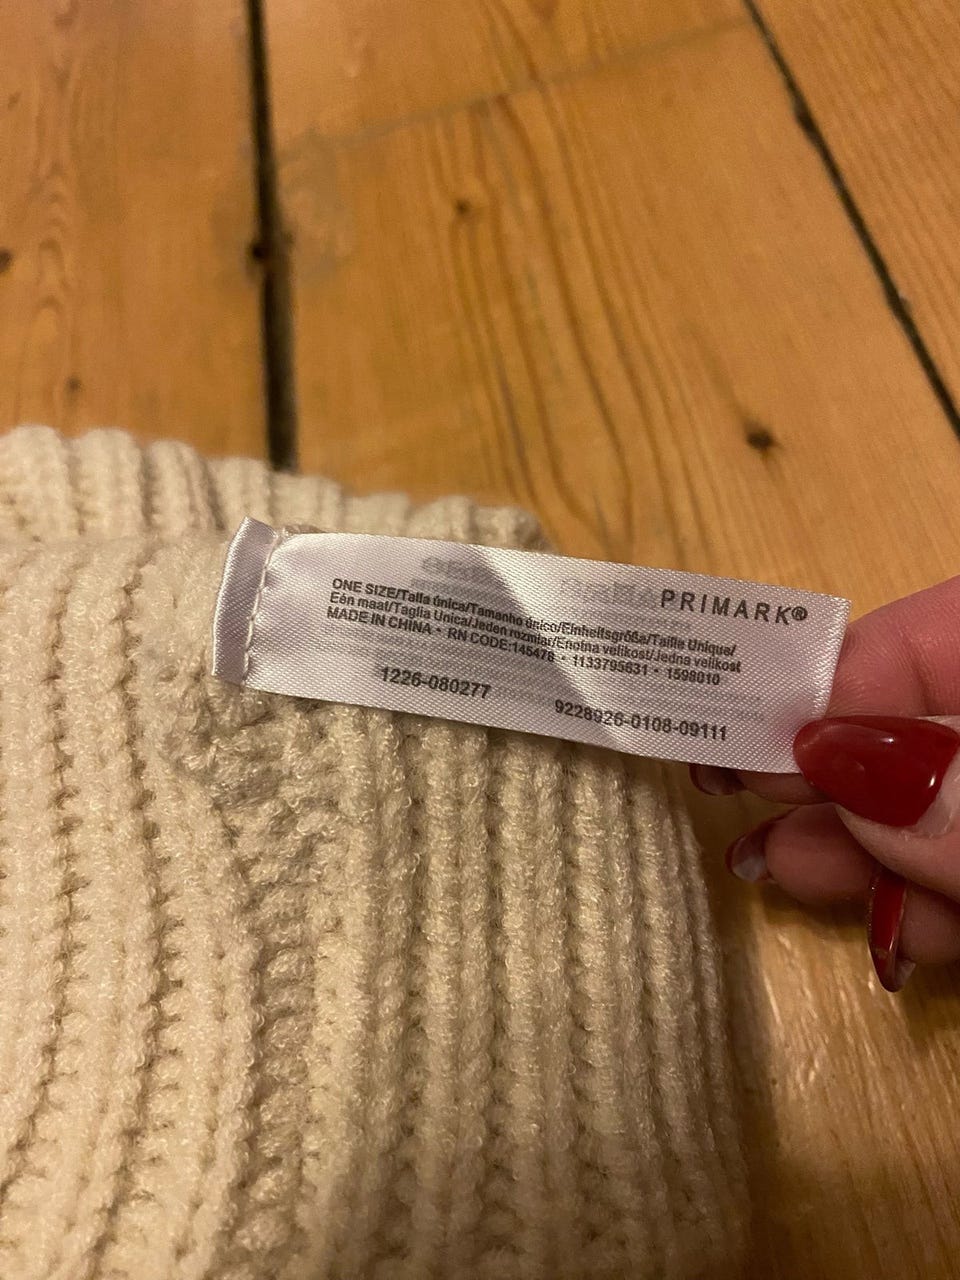 PRIMARK®
ONE SIZE/Talla única/Tamanho único/Einheitsgröße/Taille Unique/
Eén maat/Taglia Unica/Jeden rozmiar/Enotna velikost/Jedna velikost
MADE IN CHINA • RN CODE:145478 • 1133795631 • 1598010
1226-080277
9228926-0108-09111